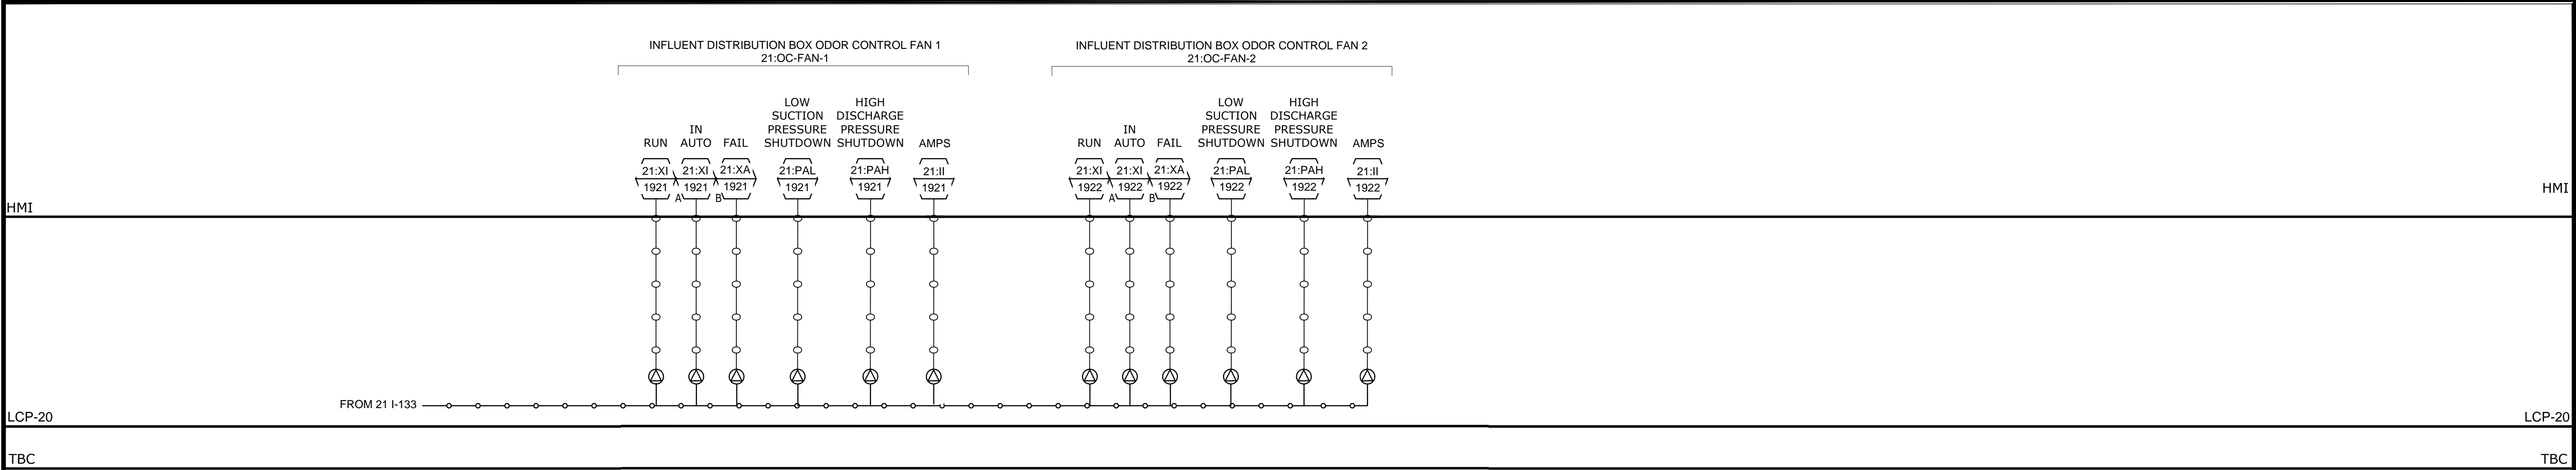 INFLUENT DISTRIBUTION BOX ODOR CONTROL FAN 1
21:OC-FAN-1
INFLUENT DISTRIBUTION BOX ODOR CONTROL FAN 2
21:OC-FAN-2
RUN
IN
AUTO
FAIL
LOW
SUCTION
PRESSURE
SHUTDOWN
HIGH
DISCHARGE
PRESSURE
SHUTDOWN
AMPS
RUN
IN
AUTO
FAIL
LOW
SUCTION
PRESSURE
SHUTDOWN
HIGH
DISCHARGE
PRESSURE
SHUTDOWN
AMPS
21:XI
1921
21:XI
1921
A
21:XA
1921
B
21:PAL
1921
21:PAH
1921
21:II
1921
21:XI
1922
21:XI
1922
A
21:XA
1922
B
21:PAL
1922
21:PAH
1922
21:II
1922
HMI
HMI
FROM 21 I-133
LCP-20
LCP-20
TBC
TBC